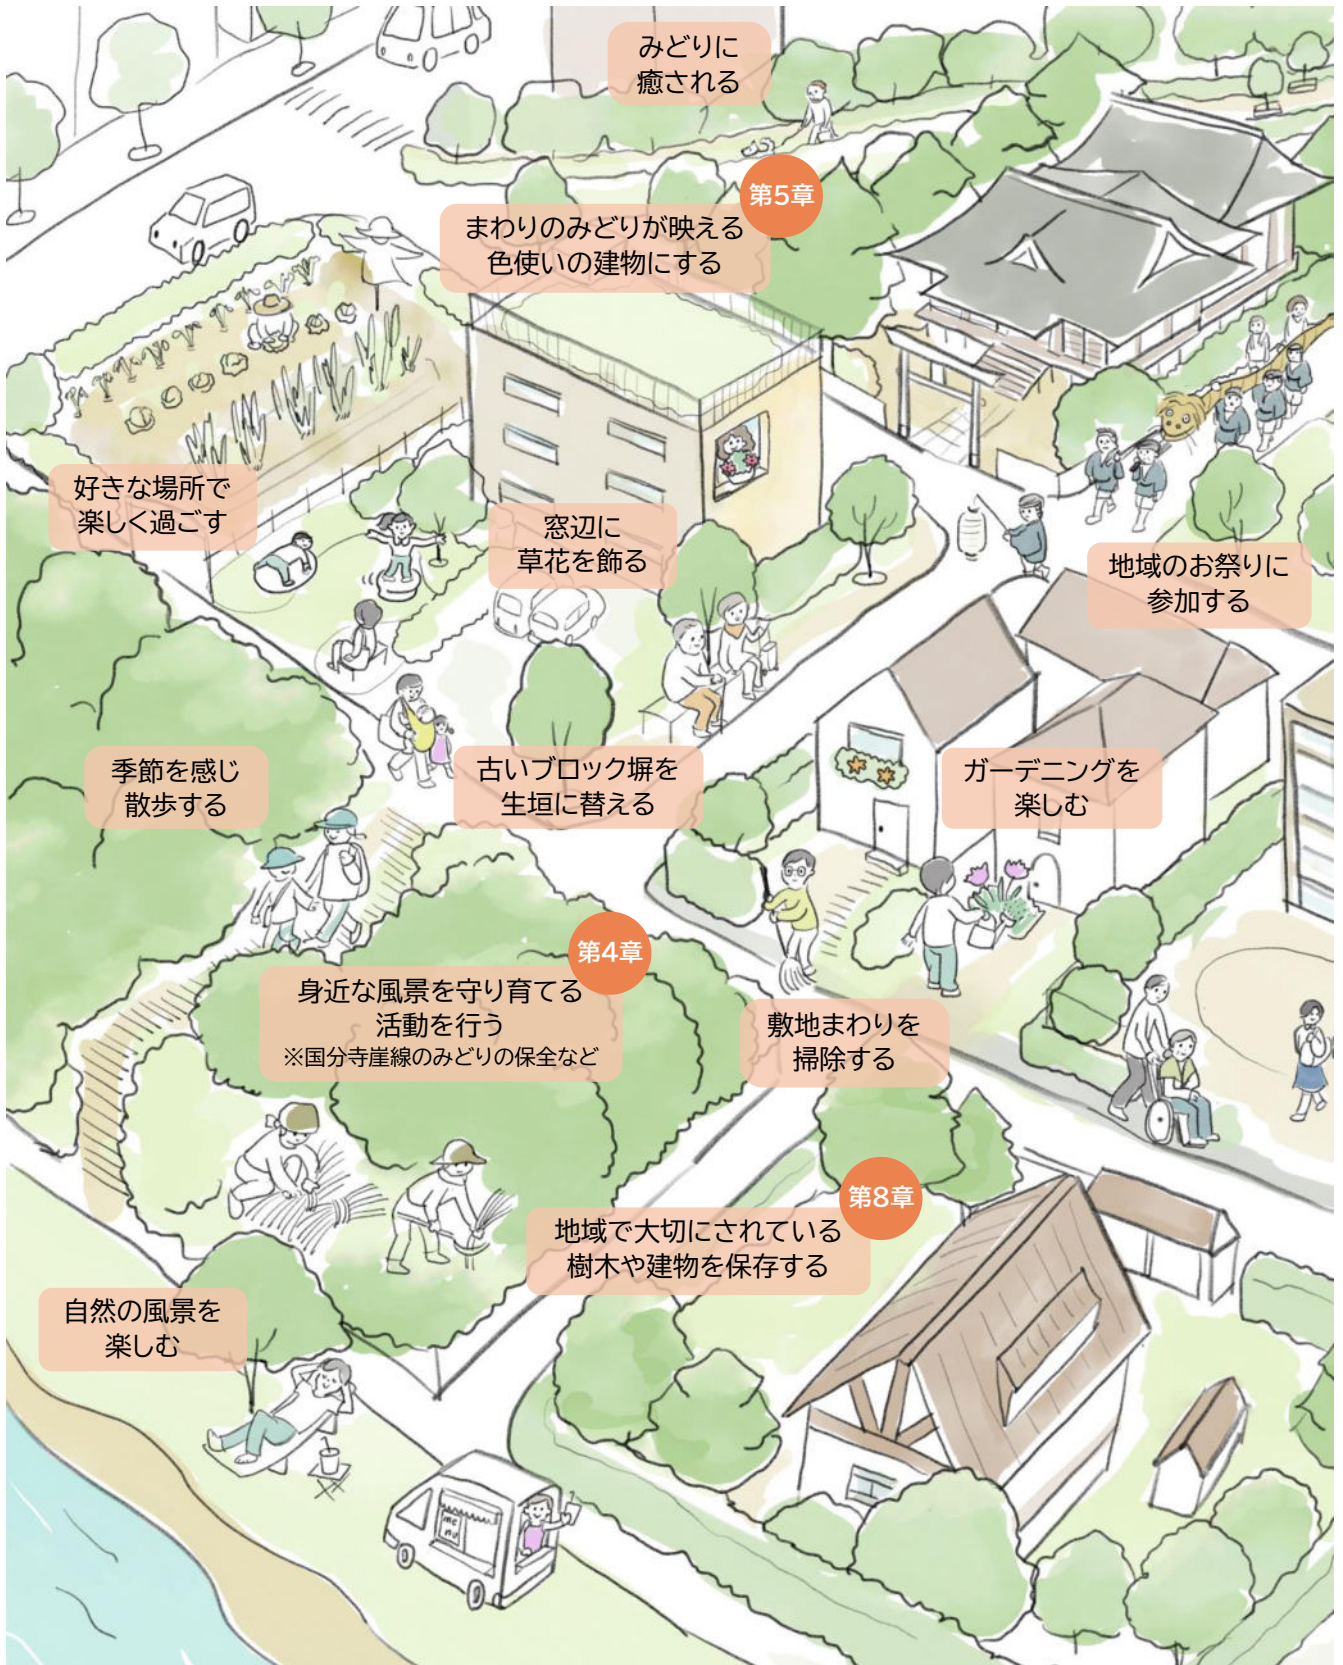 みどりに
癒される
第5章
まわりのみどりが映える
色使いの建物にする
好きな場所で
楽しく過ごす
窓辺に
草花を飾る
地域のお祭りに
参加する
季節を感じ
散歩する
古いブロック塀を
生垣に替える
ガーデニングを
楽しむ
第4章
身近な風景を守り育てる
活動を行う
※国分寺崖線のみどりの保全など
敷地まわりを
掃除する
第8章
地域で大切にされている
樹木や建物を保存する
自然の風景を
楽しむ
me
nu